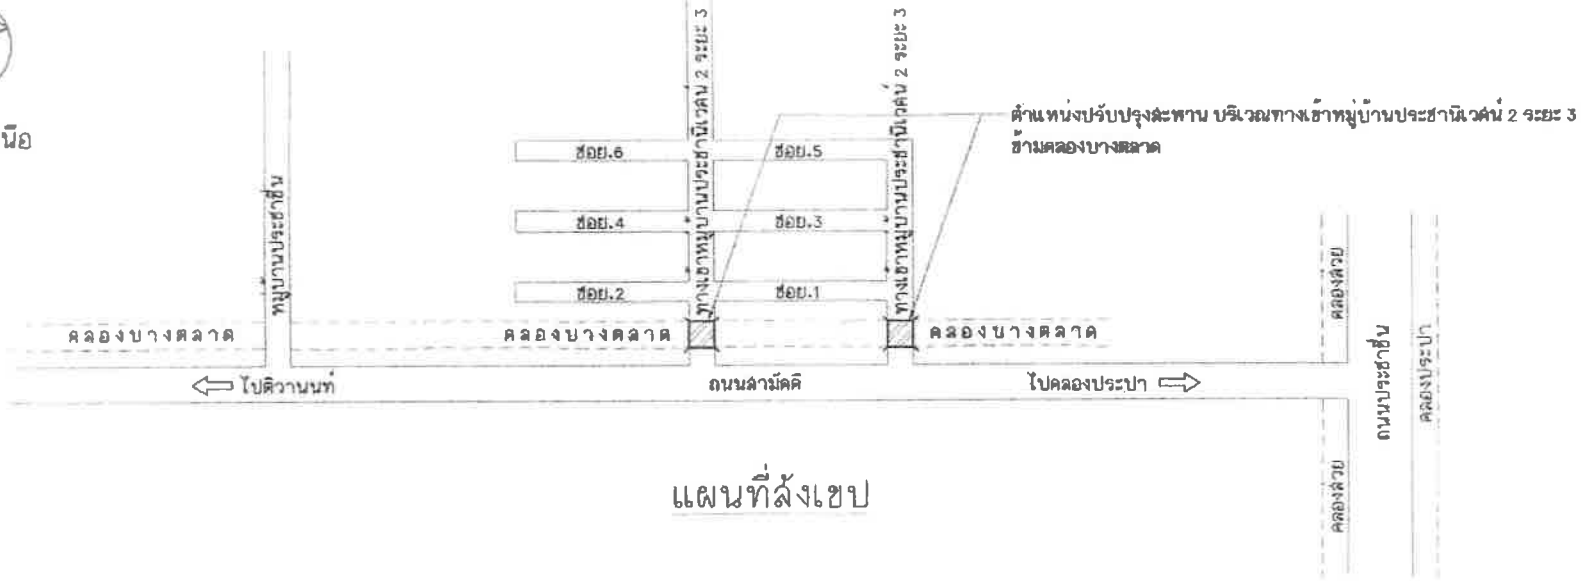 ทางเข้าหมู่บ้านประชานิเวศน์ 2 ระยะ 3
ทางเข้าหมู่บ้านประชานิเวศน์ 2 ระยะ 3
ตำแหน่งปรับปรุงสะพาน บริเวณทางเข้าหมู่บ้านประชานิเวศน์ 2 ระยะ 3
ข้ามคลองบางตลาด
ซอย.6
ซอย.5
หมู่บ้านประชาชื่น
ซอย.4
ซอย.3
ซอย.2
ซอย.1
คลองบางตลาด
คลองบางตลาด
คลองบางตลาด
คลองส่วย
ไปติวานนท์
ถนนสามัคคี
ไปคลองประปา
ถนนประชาชื่น
คลองประปา
คลองส่วย
แผนที่สังเขป